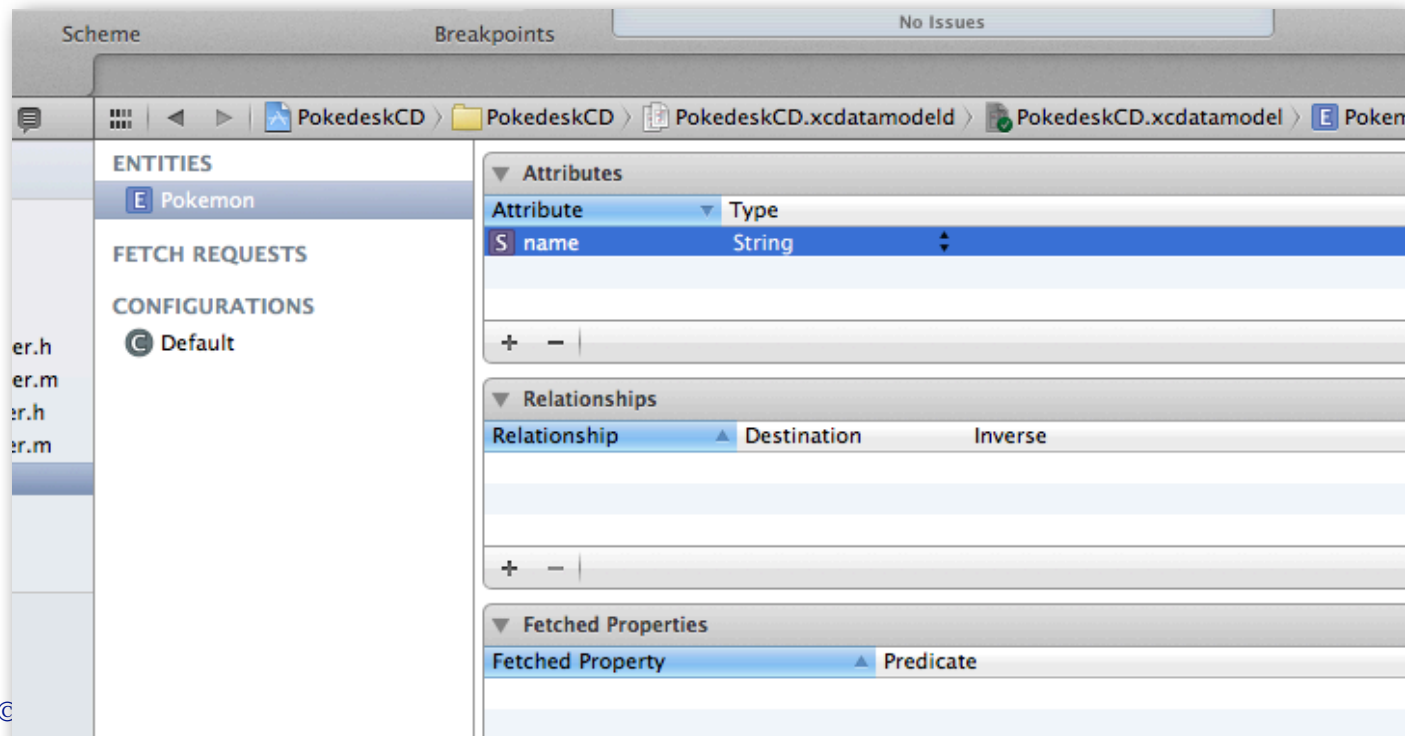 Scheme
Breakpoints
No Issues
PokedeskCD
PokedeskCD
PokedeskCD.xcdatamodeld
PokedeskCD.xcdatamodel
E Pokem
ENTITIES
E Pokemon
FETCH REQUESTS
CONFIGURATIONS
C Default
er.h
er.m
er.h
er.m
Attributes
Attribute Type
S name String
+ −
Relationships
Relationship Destination Inverse
+ −
Fetched Properties
Fetched Property Predicate
©